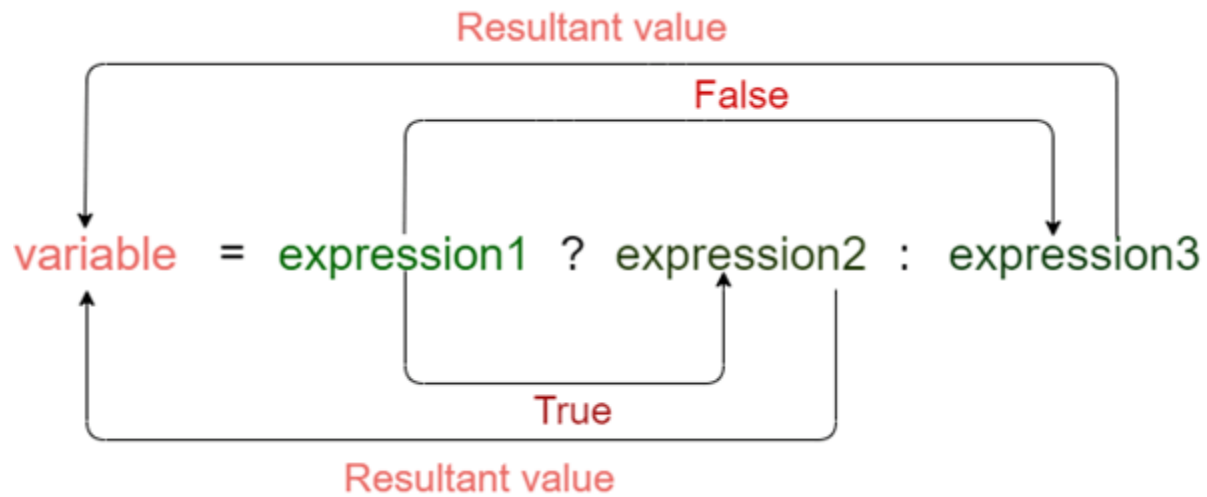 Resultant value
False
variable = expression1 ? expression2 : expression3
True
Resultant value